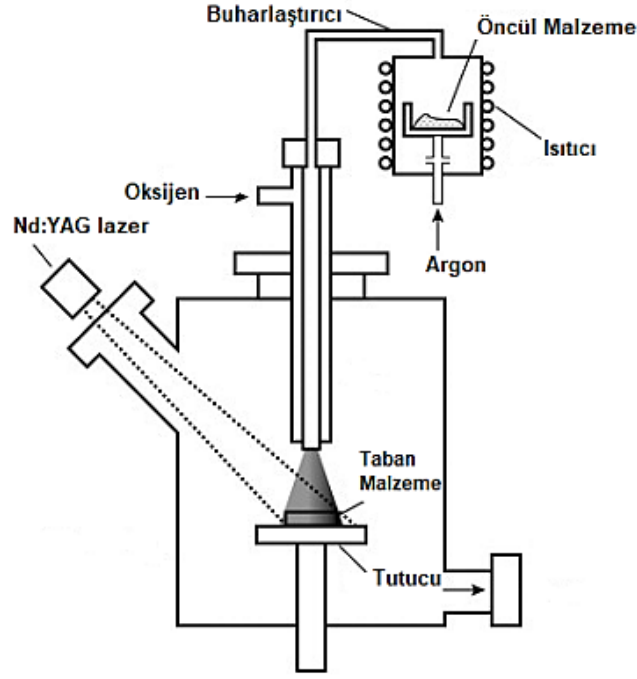 Buharlaştırıcı
Öncül Malzeme
Isıtıcı
Oksijen
Nd:YAG lazer
Argon
Taban
Malzeme
Tutucu